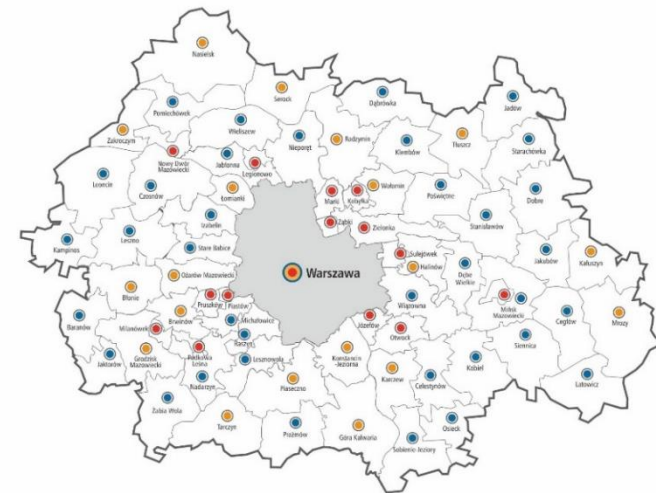 Nasielsk
Serock
Dąbrówka
Jadów
Pomiechówek
Wieliszew
Nieporęt
Radzymin
Klembów
Tłuszcz
Strachówka
Zakroczym
Nowy Dwór
Mazowiecki
Jabłonna
Legionowo
Leoncin
Czosnów
Łomianki
Marki
Kobyłka
Wołomin
Poświętne
Dobre
Izabelin
Ząbki
Zielonka
Stanisławów
Kampinos
Leszno
Stare Babice
Sulejówek
Halinów
Dębe
Wielkie
Jakubów
Kałuszyn
Warszawa
Ożarów Mazowiecki
Błonie
Pruszków
Piastów
Wiązowna
Mińsk
Mazowiecki
Cegłów
Mrozy
Baranów
Milanówek
Brwinów
Michałowice
Raszyn
Józefów
Otwock
Siennica
Jaktorów
Grodzisk
Mazowiecki
Podkowa
Leśna
Nadarzyn
Lesznowola
Konstancin
-Jeziorna
Karczew
Celestynów
Kołbiel
Latowicz
Żabia Wola
Piaseczno
Tarczyn
Prażmów
Góra Kalwaria
Osieck
Sobienie-Jeziory